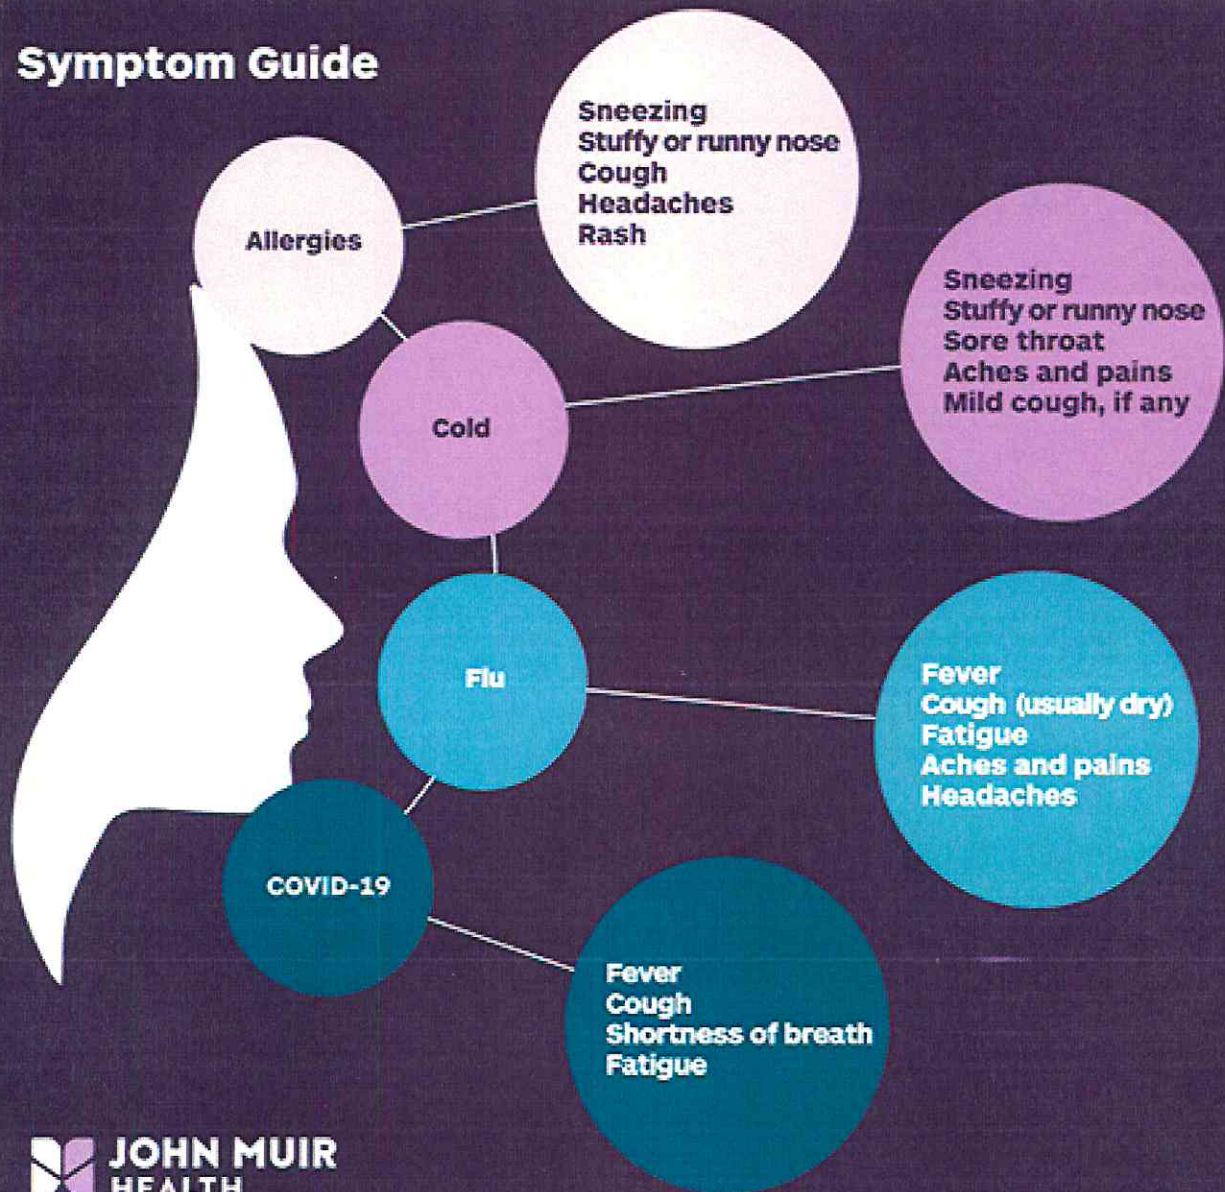 Symptom Guide
Allergies
Sneezing
Stuffy or runny nose
Cough
Headaches
Rash
Cold
Sneezing
Stuffy or runny nose
Sore throat
Aches and pains
Mild cough, if any
Flu
Fever
Cough (usually dry)
Fatigue
Aches and pains
Headaches
COVID-19
Fever
Cough
Shortness of breath
Fatigue
JOHN MUIR
HEALTH